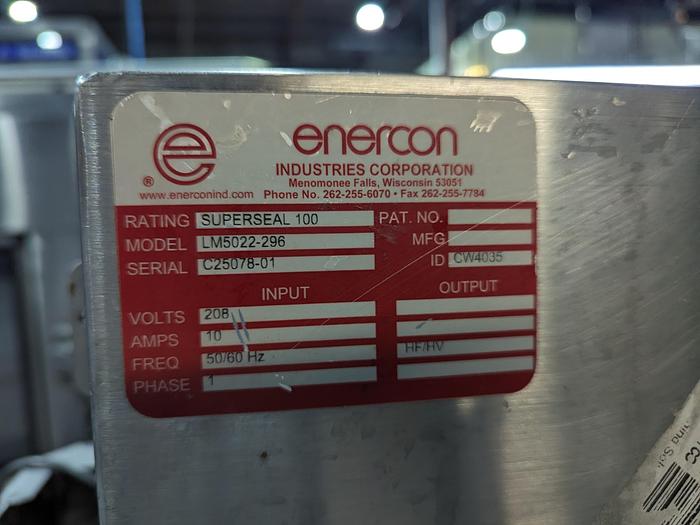 enercon
INDUSTRIES CORPORATION
Menomonee Falls, Wisconsin 53051
Phone No. 262-255-6070 • Fax 262-255-7784
e
®
www.enerconind.com
RATING SUPERSEAL 100 PAT. NO.
MODEL LM5022-296 MFG
SERIAL C25078-01 ID CW4035
INPUT OUTPUT
VOLTS 208
AMPS 10
FREQ 50/60 Hz HF/HV
PHASE 1